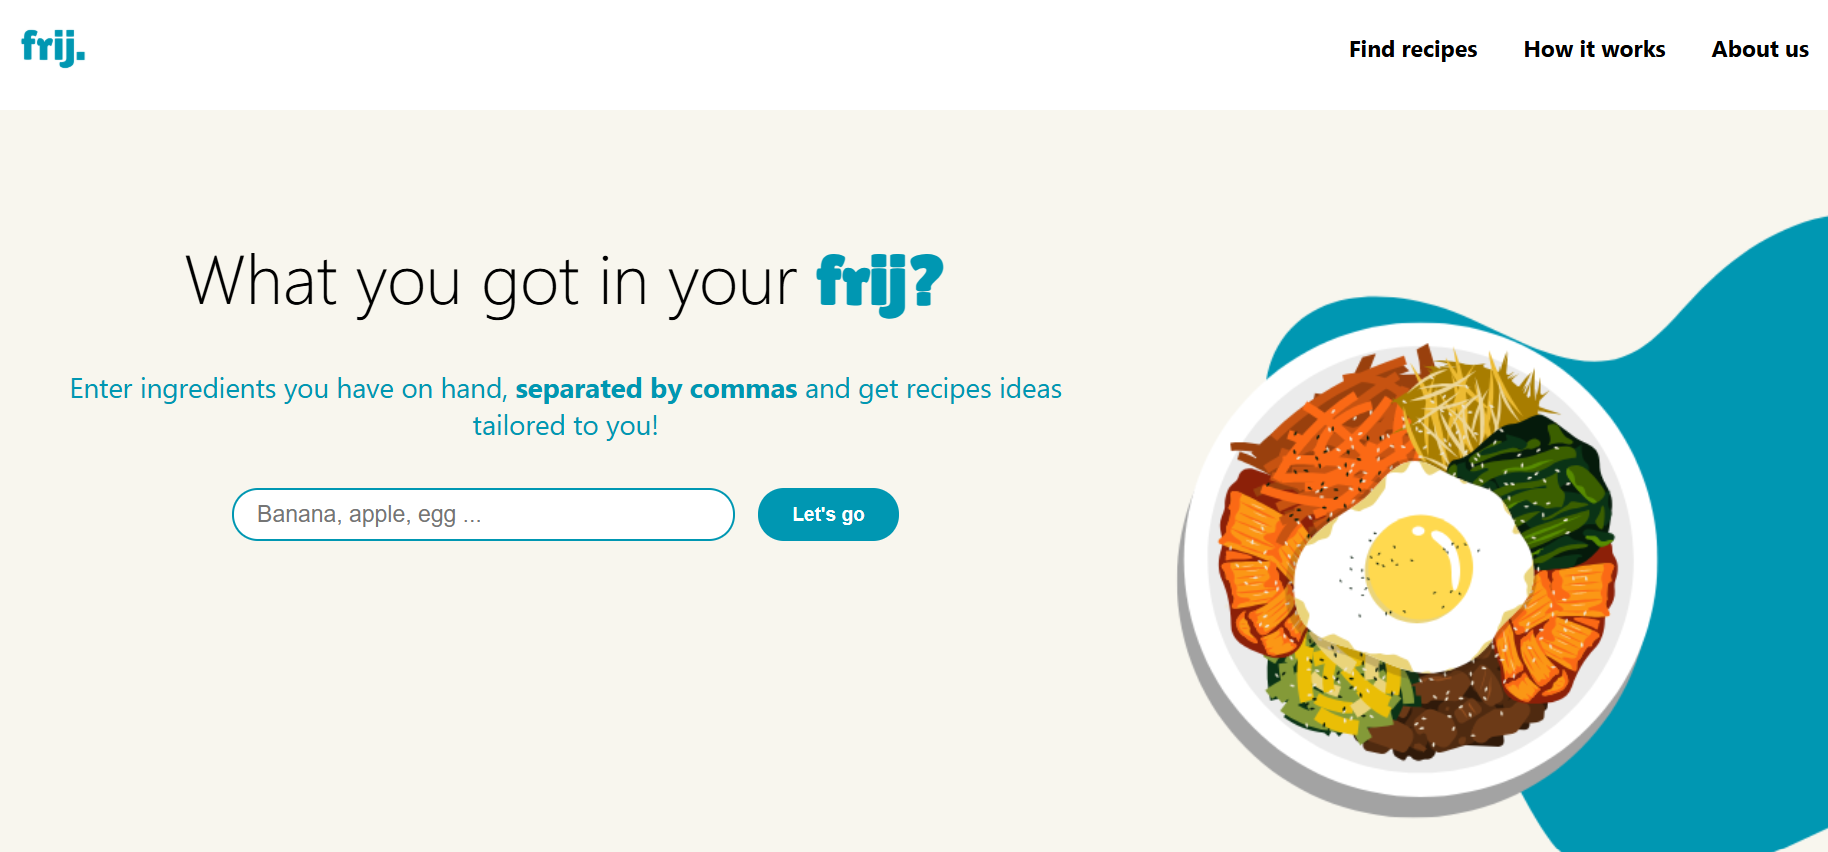 frij.
Find recipes How it works About us
What you got in your frij?
Enter ingredients you have on hand, separated by commas and get recipes ideas
tailored to you!
Banana, apple, egg ... Let's go